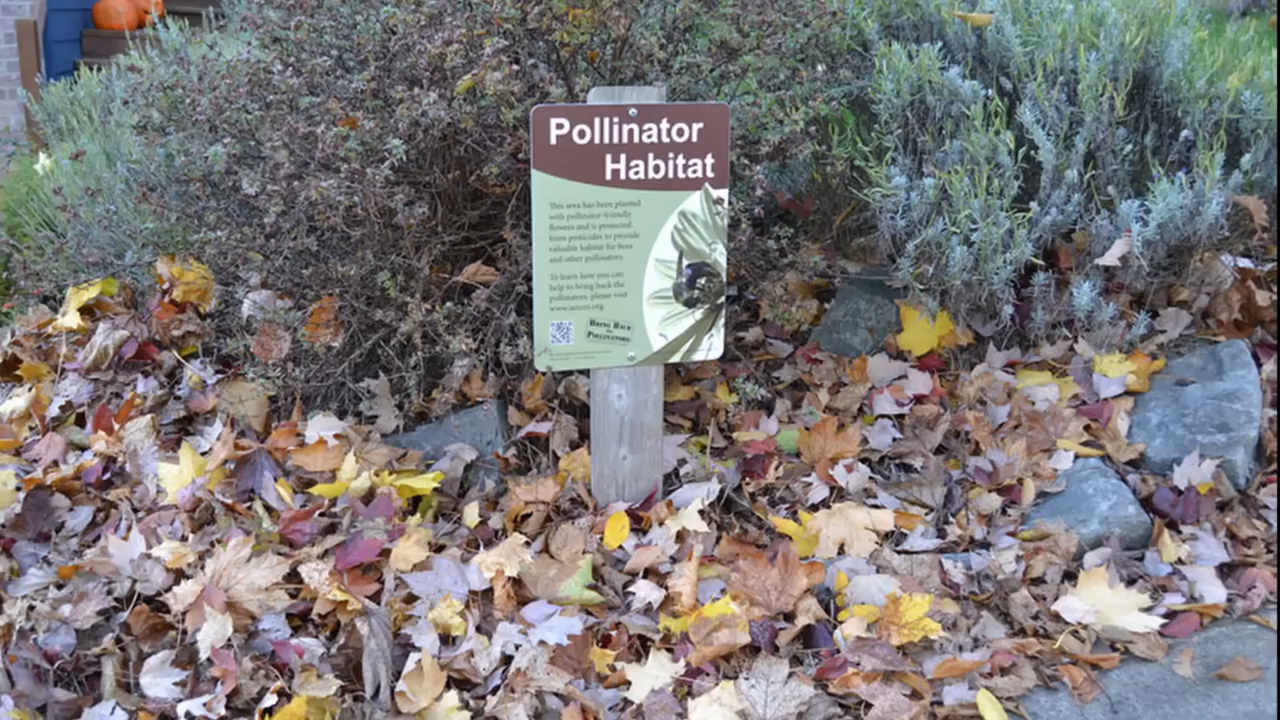 Pollinator
Habitat
This area has been planted
with pollinator-friendly
flowers and is protected
from pesticides to provide
valuable habitat for bees
and other pollinators.
To learn how you can
help to bring back the
pollinators, please visit
www.xerces.org.
BRING BACK
THE
POLLINATORS